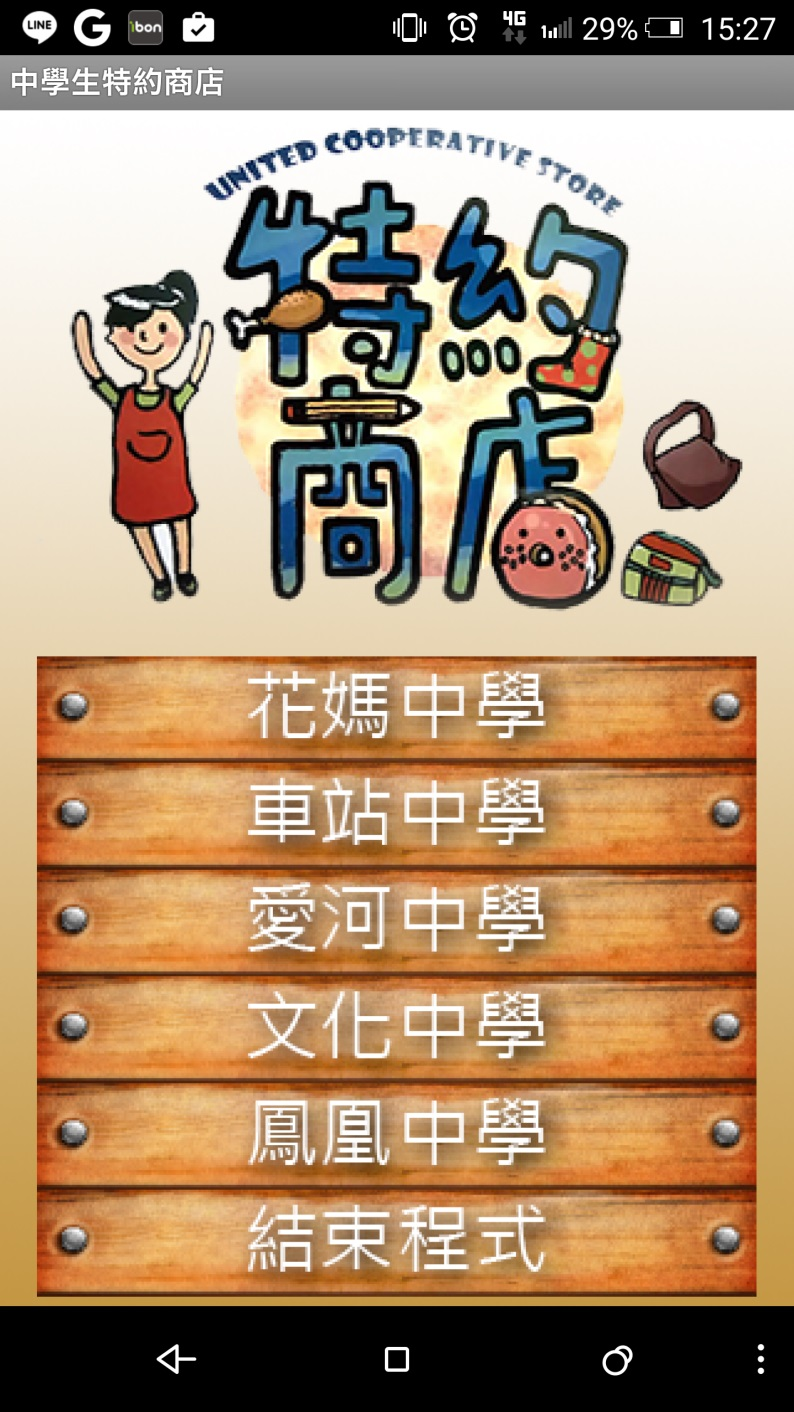 LINE G ibon 4G 29% 15:27
中學生特約商店
UNITED COOPERATIVE STORE
特約
商店
花媽中學
車站中學
愛河中學
文化中學
鳳凰中學
結束程式